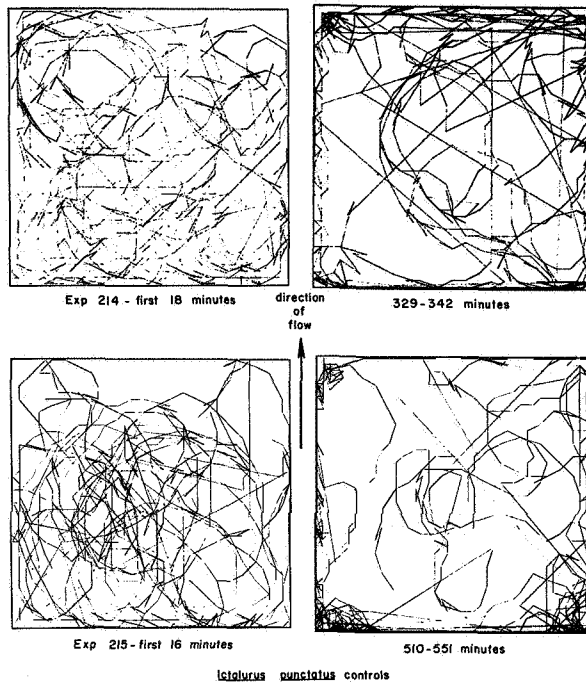 Exp 214 - first 18 minutes
direction
of
flow
329-342 minutes
Exp 215 - first 16 minutes
510-551 minutes
Ictalurus punctatus controls